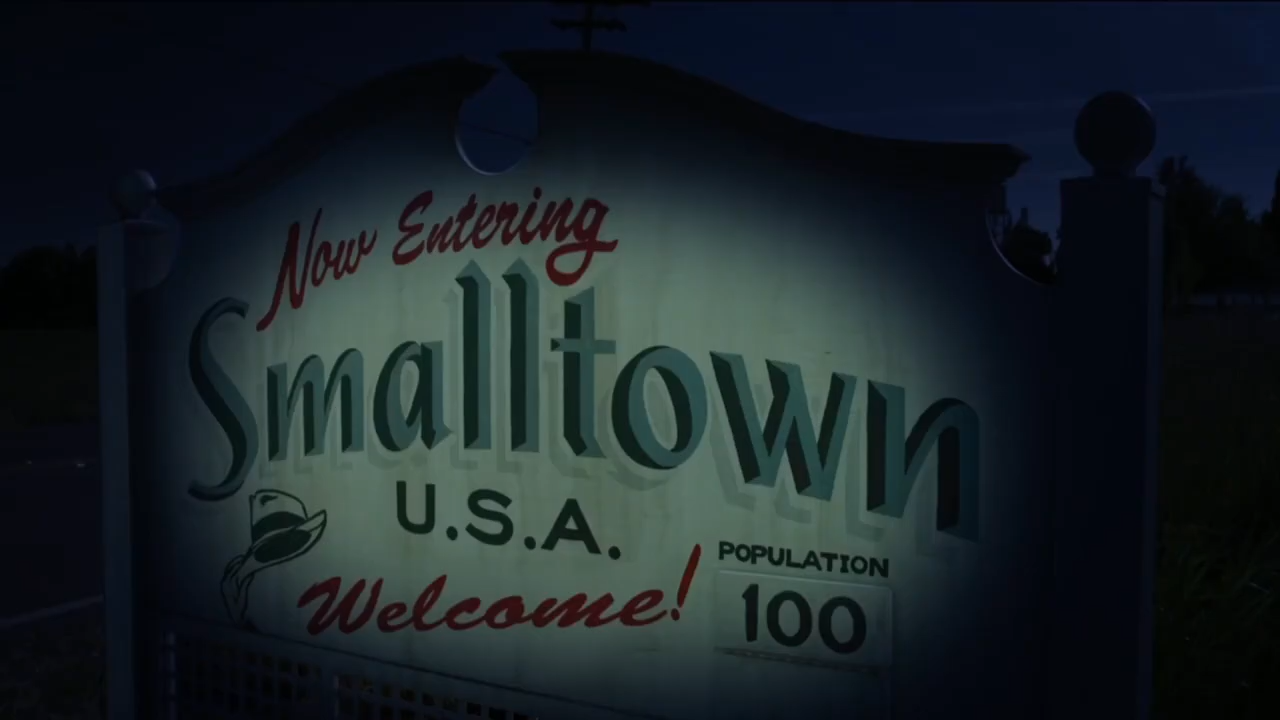 Now Entering
Smalltown
U.S.A.
Welcome!
POPULATION
100